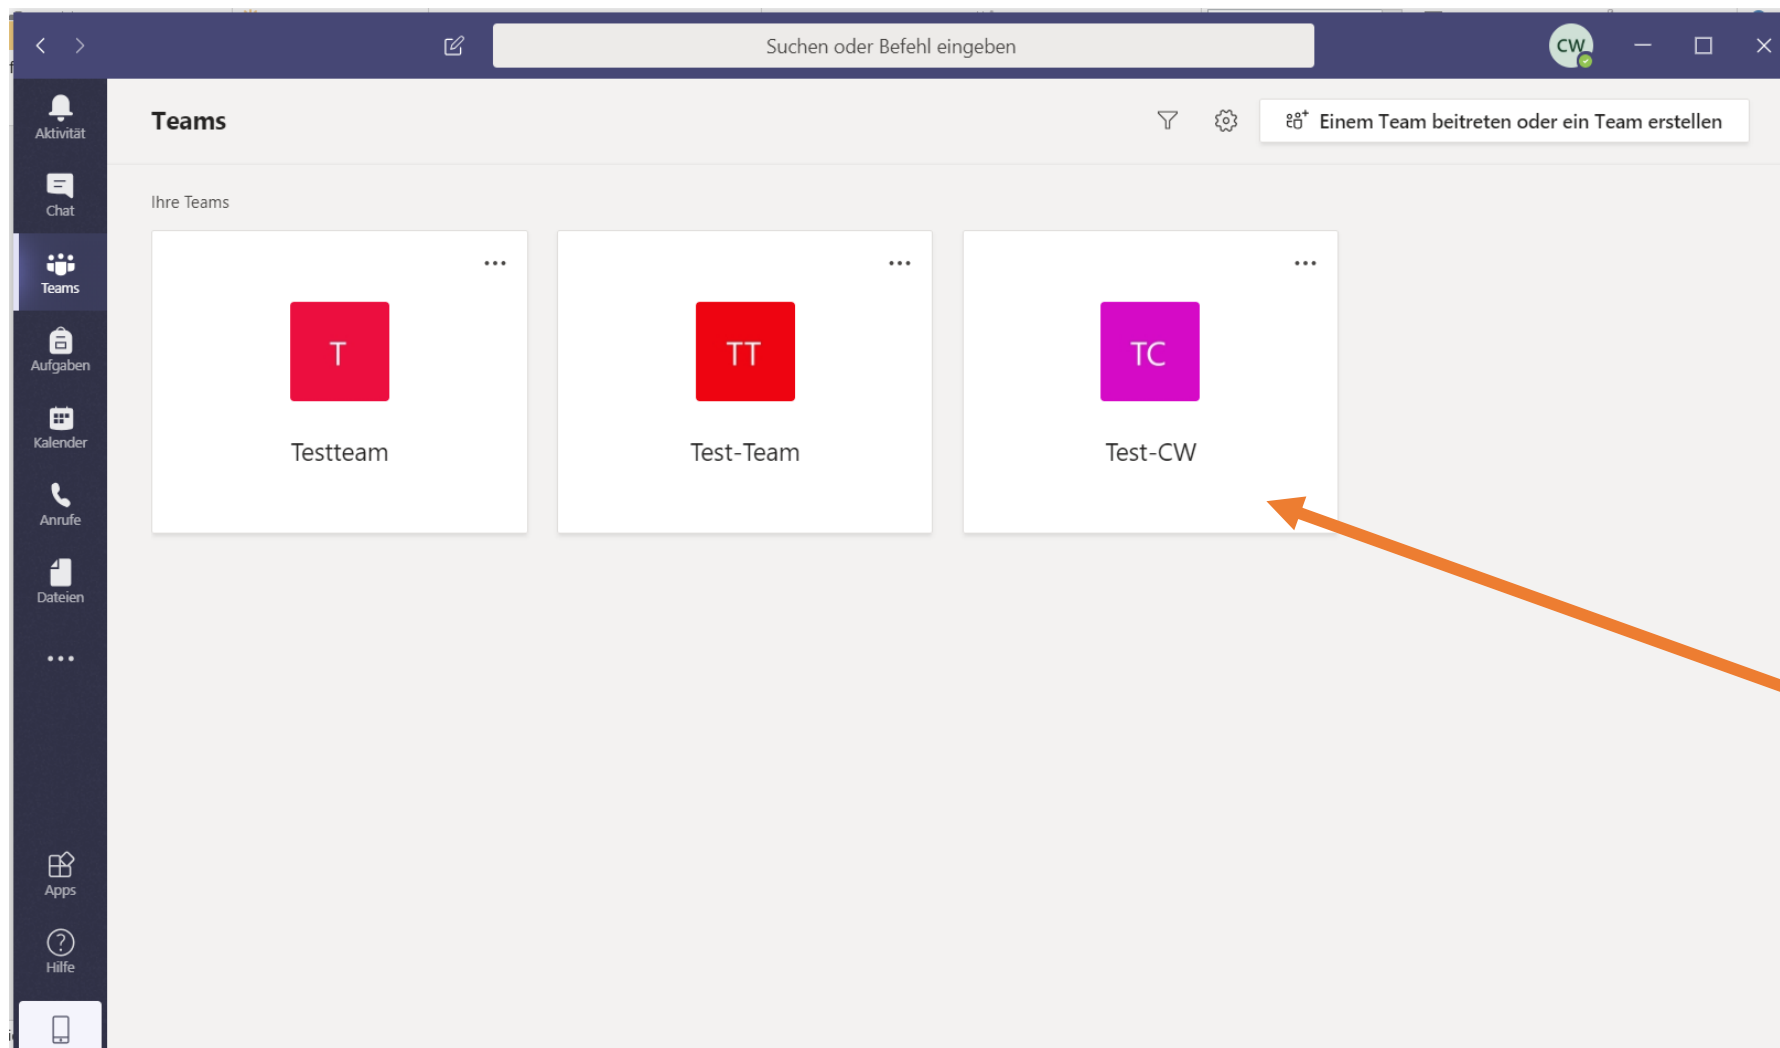 Suchen oder Befehl eingeben
CW
Aktivität
Chat
Teams
Aufgaben
Kalender
Anrufe
Dateien
Apps
Hilfe
Teams
Einem Team beitreten oder ein Team erstellen
Ihre Teams
T
Testteam
TT
Test-Team
TC
Test-CW